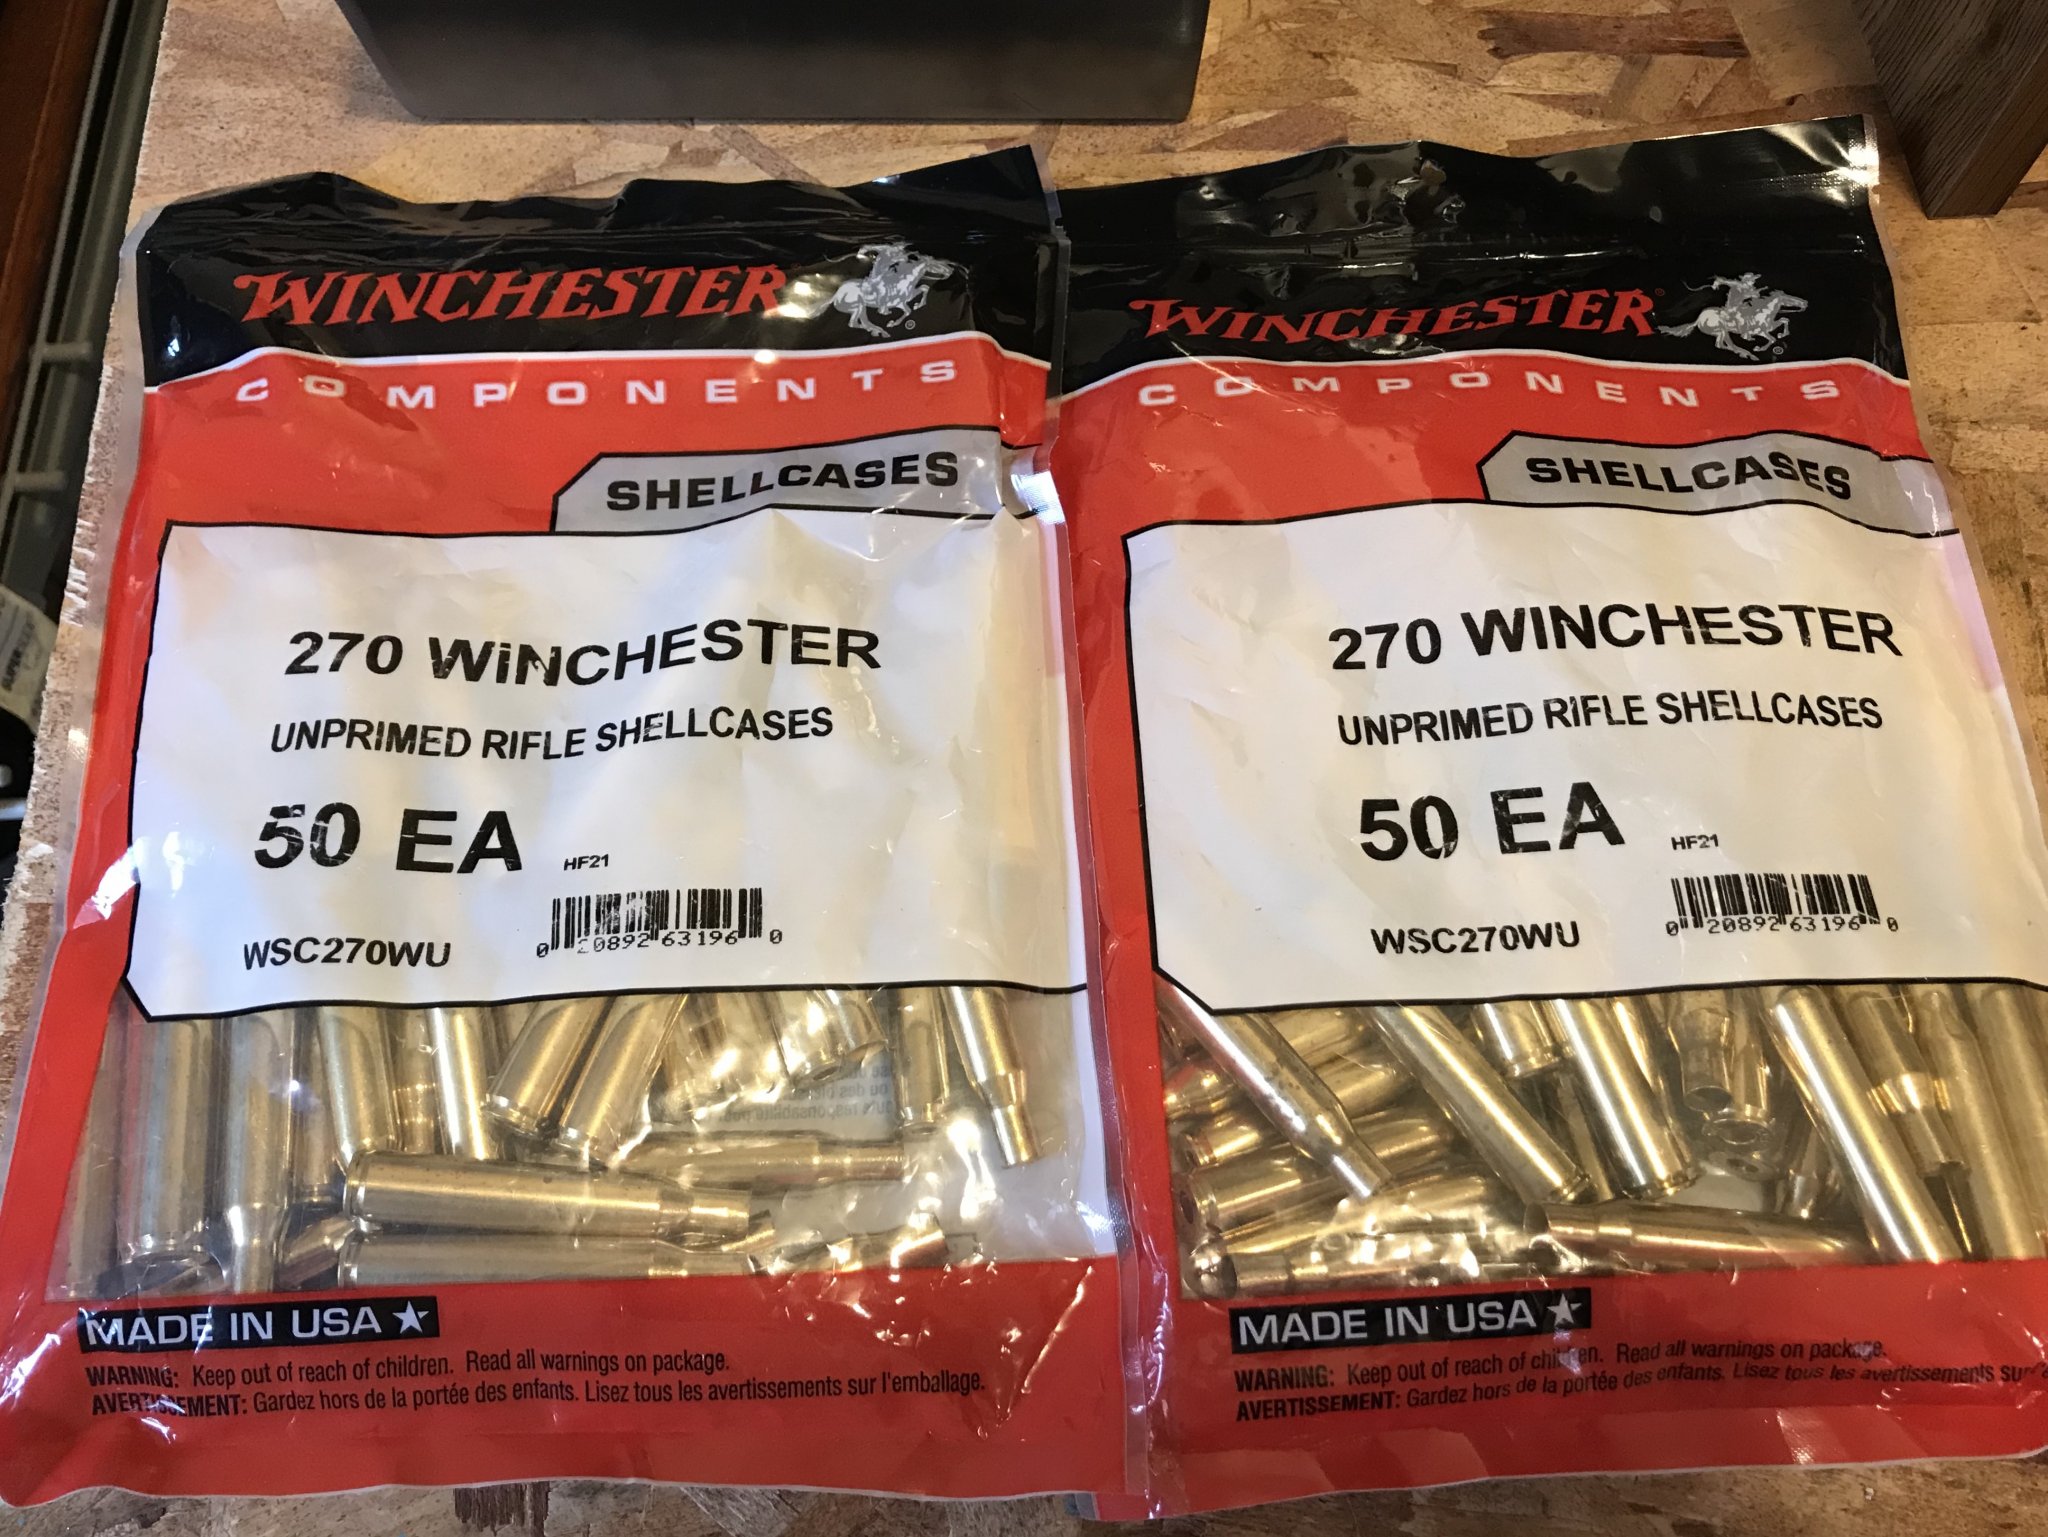 WINCHESTER
COMPONENTS
SHELLCASES
270 WINCHESTER
UNPRIMED RIFLE SHELLCASES
50 EA
HF21
WSC270WU
0 20892 63196 0
MADE IN USA
WARNING: Keep out of reach of children. Read all warnings on package.
AVERTISSEMENT: Gardez hors de la portée des enfants. Lisez tous les avertissements sur l'emballage.
WINCHESTER
COMPONENTS
SHELLCASES
270 WINCHESTER
UNPRIMED RIFLE SHELLCASES
50 EA
HF21
WSC270WU
0 20892 63196 0
MADE IN USA
WARNING: Keep out of reach of children. Read all warnings on package.
AVERTISSEMENT: Gardez hors de la portée des enfants. Lisez tous les avertissements sur